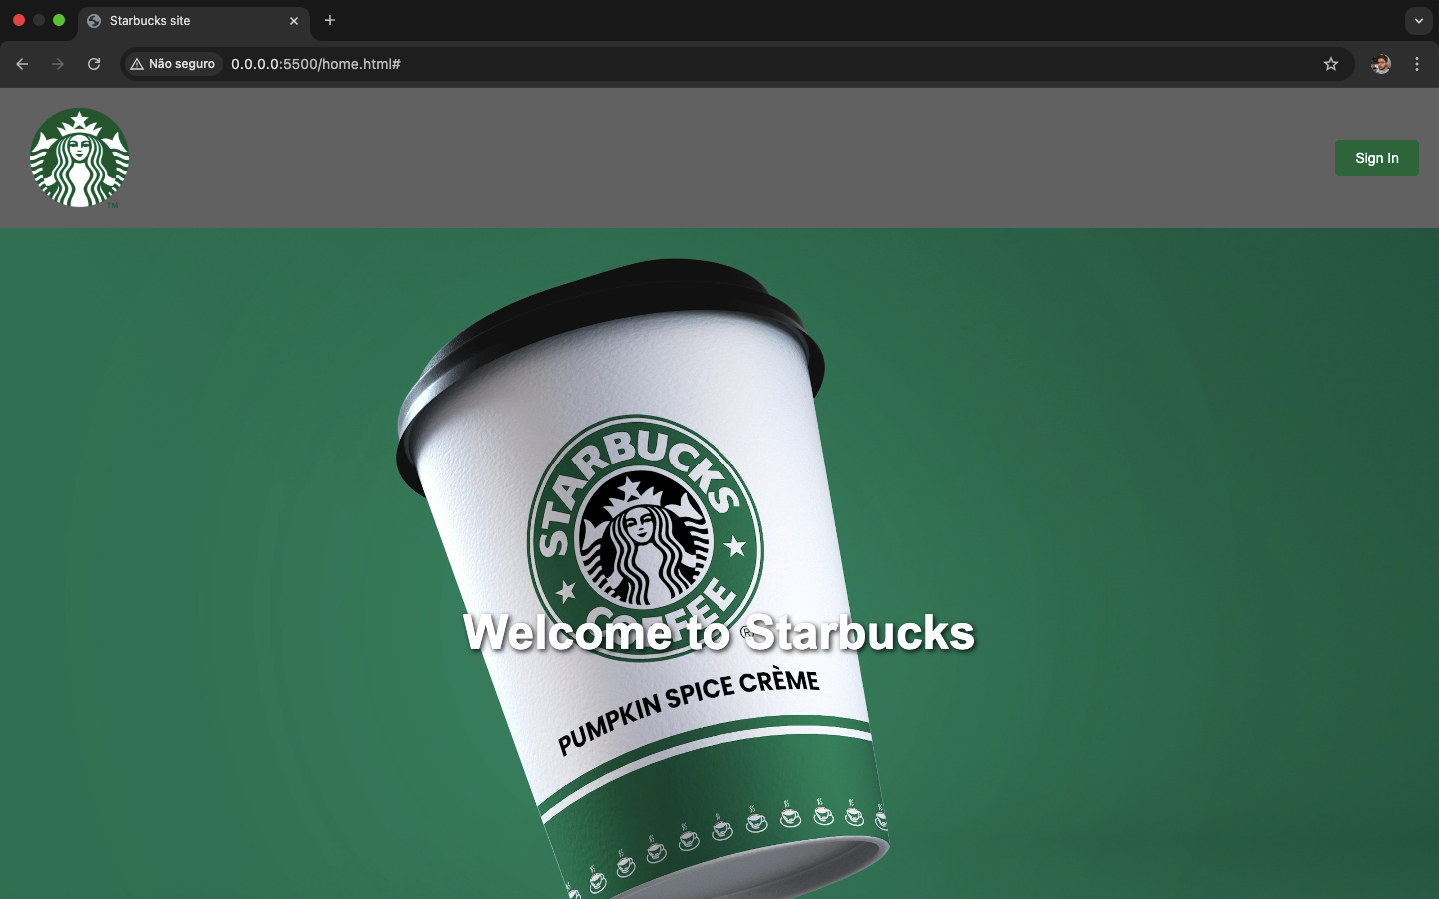 Starbucks site
Não seguro
0.0.0.0:5500/home.html#
TM
Sign In
STARBUCKS
COFFEE
(R)
Welcome to Starbucks
PUMPKIN SPICE CRÈME